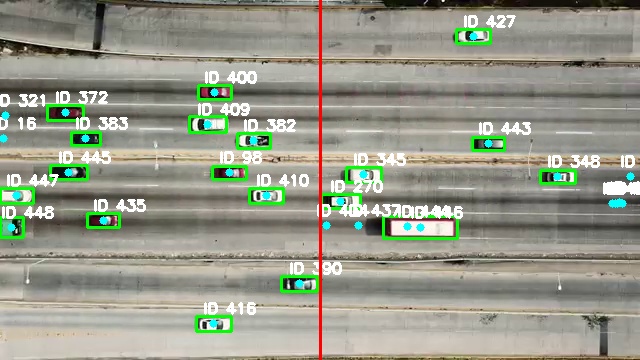 ID 427
ID 400
ID 372
ID 321
ID 409
ID 16
ID 383
ID 382
ID 443
ID 445
ID 98
ID 345
ID 348
ID
ID 447
ID 410
ID 270
ID 448
ID 435
ID 390
ID 416